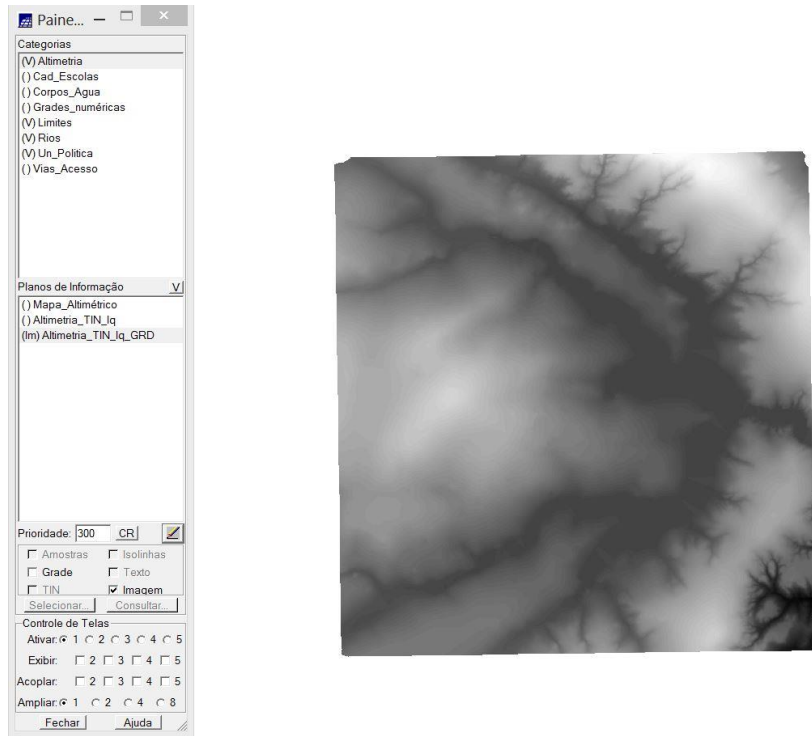 Paine...
Categorias
(V) Altimetria
( ) Cad_Escolas
( ) Corpos_Agua
( ) Grades_numéricas
(V) Limites
(V) Rios
(V) Un_Politica
( ) Vias_Acesso
Planos de Informação V
( ) Mapa_Altimétrico
( ) Altimetria_TIN_lq
(Im) Altimetria_TIN_lq_GRD
Prioridade: 300 CR
Amostras Isolinhas
Grade Texto
TIN Imagem
Selecionar... Consultar...
Controle de Telas
Ativar: 1 2 3 4 5
Exibir: 2 3 4 5
Acoplar: 2 3 4 5
Ampliar: 1 2 4 8
Fechar Ajuda